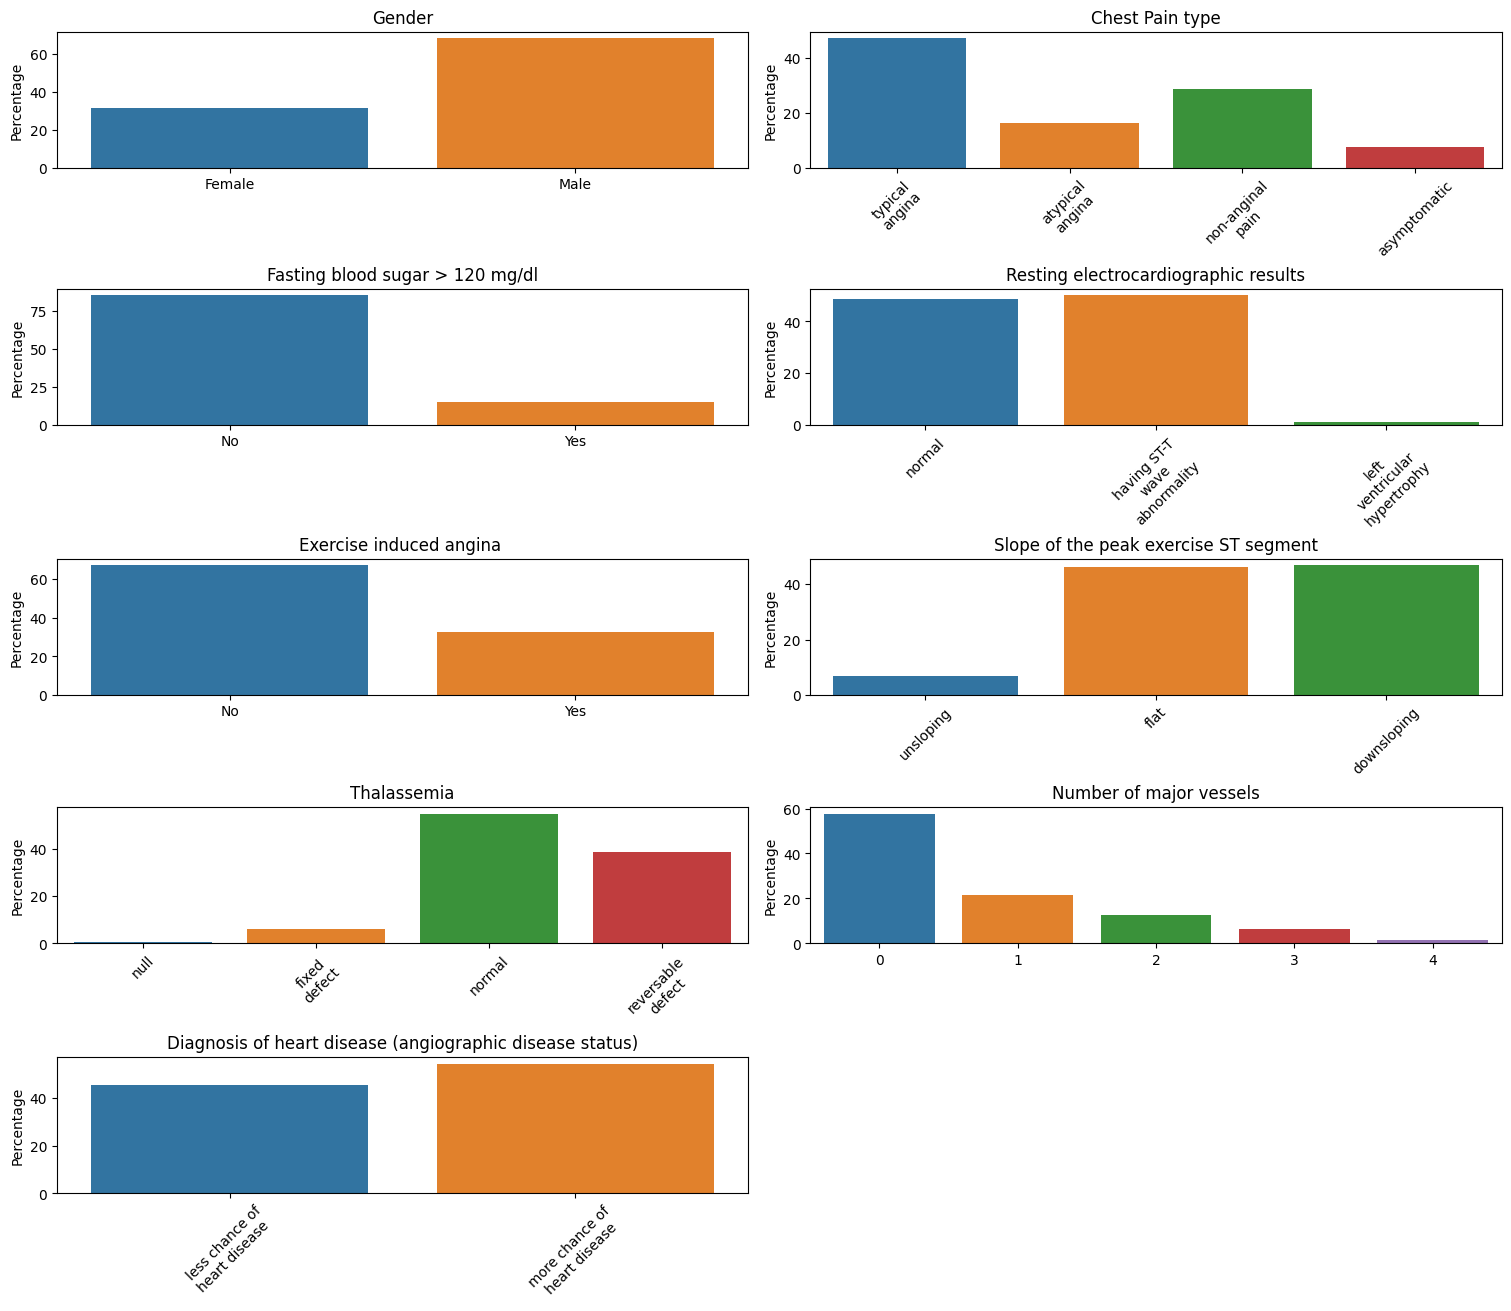 Gender
Percentage
60
40
20
0
Female
Male
Chest Pain type
Percentage
40
20
0
typical
angina
atypical
angina
non-anginal
pain
asymptomatic
Fasting blood sugar > 120 mg/dl
Percentage
75
50
25
0
No
Yes
Resting electrocardiographic results
Percentage
40
20
0
normal
having ST-T
wave
abnormality
left
ventricular
hypertrophy
Exercise induced angina
Percentage
60
40
20
0
No
Yes
Slope of the peak exercise ST segment
Percentage
40
20
0
unsloping
flat
downsloping
Thalassemia
Percentage
40
20
0
null
fixed
defect
normal
reversable
defect
Number of major vessels
Percentage
60
40
20
0
0
1
2
3
4
Diagnosis of heart disease (angiographic disease status)
Percentage
40
20
0
less chance of
heart disease
more chance of
heart disease